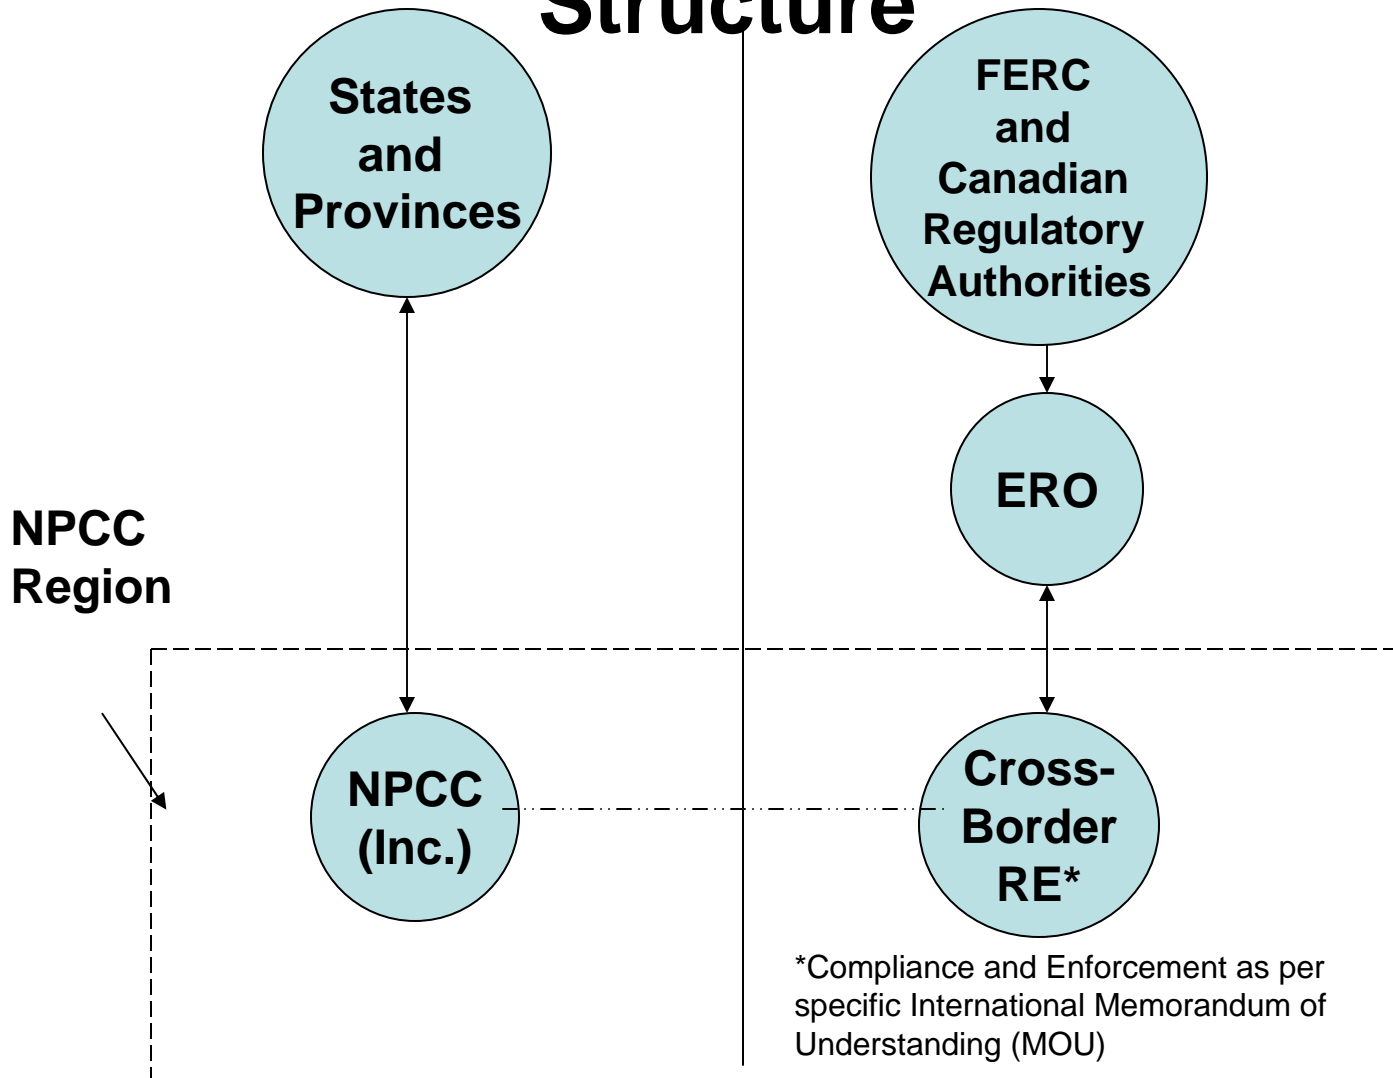 Structure
States
and
Provinces
FERC
and
Canadian
Regulatory
Authorities
ERO
NPCC
Region
NPCC
(Inc.)
Cross-
Border
RE*
*Compliance and Enforcement as per
specific International Memorandum of
Understanding (MOU)